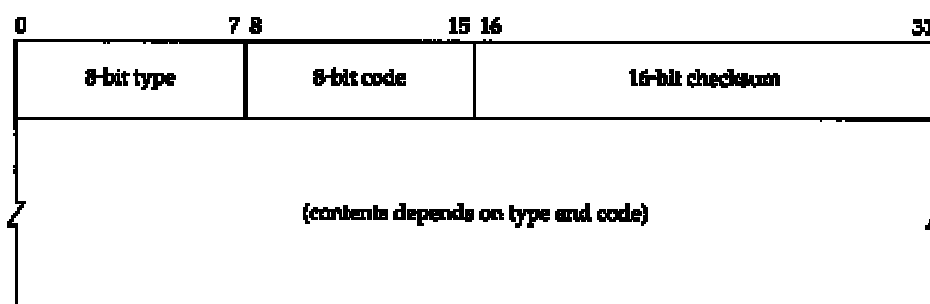 0 7 8 15 16 31
8-bit type 8-bit code 16-bit checksum
(contents depends on type and code)